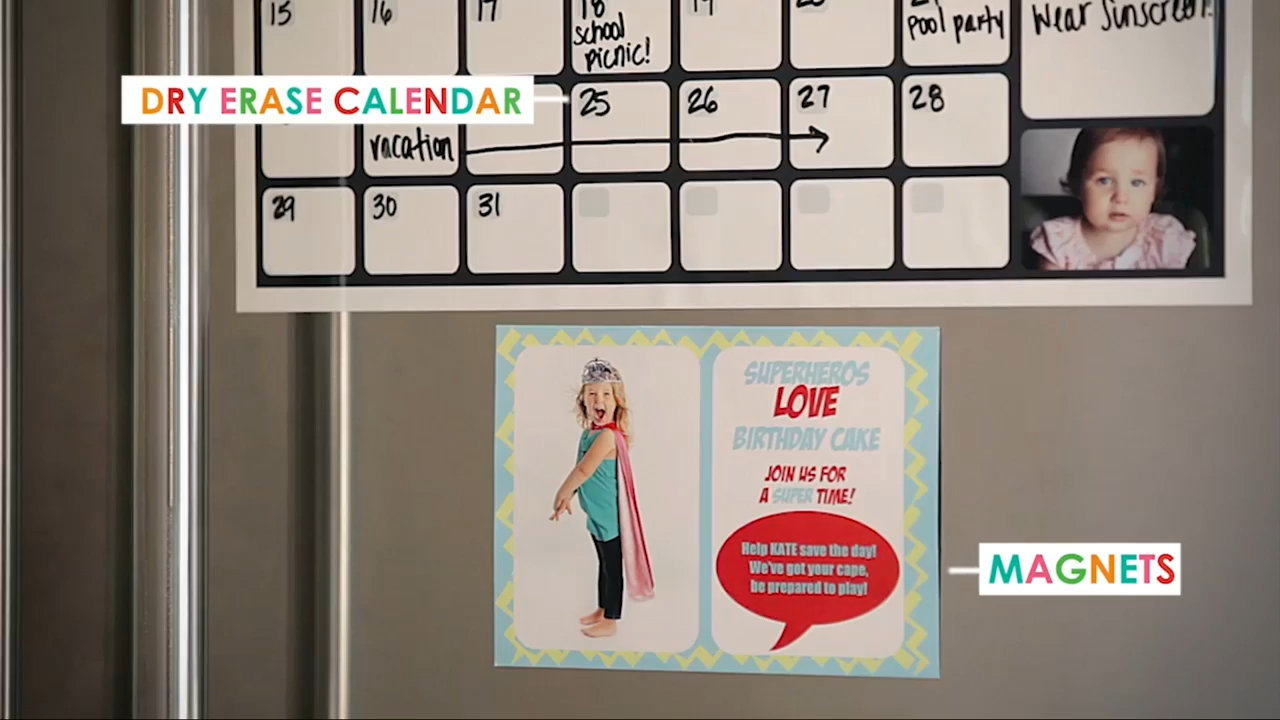 15 16 17 18 19
school
picnic!
Pool party
Wear Sunscreen!
DRY ERASE CALENDAR
25 26 27 28
vacation
29 30 31
SUPERHEROS
LOVE
BIRTHDAY CAKE
JOIN US FOR
A SUPER TIME!
Help KATE save the day!
We've got your cape,
be prepared to play!
MAGNETS